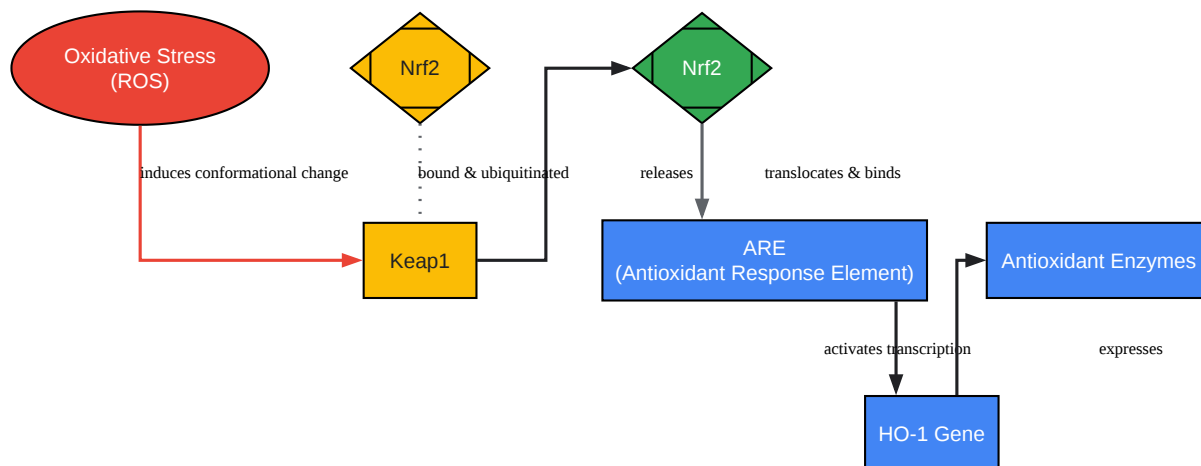 Oxidative Stress
(ROS)
Nrf2
Nrf2
induces conformational change
bound & ubiquitinated
releases
translocates & binds
Keap1
ARE
(Antioxidant Response Element)
Antioxidant Enzymes
activates transcription
expresses
HO-1 Gene